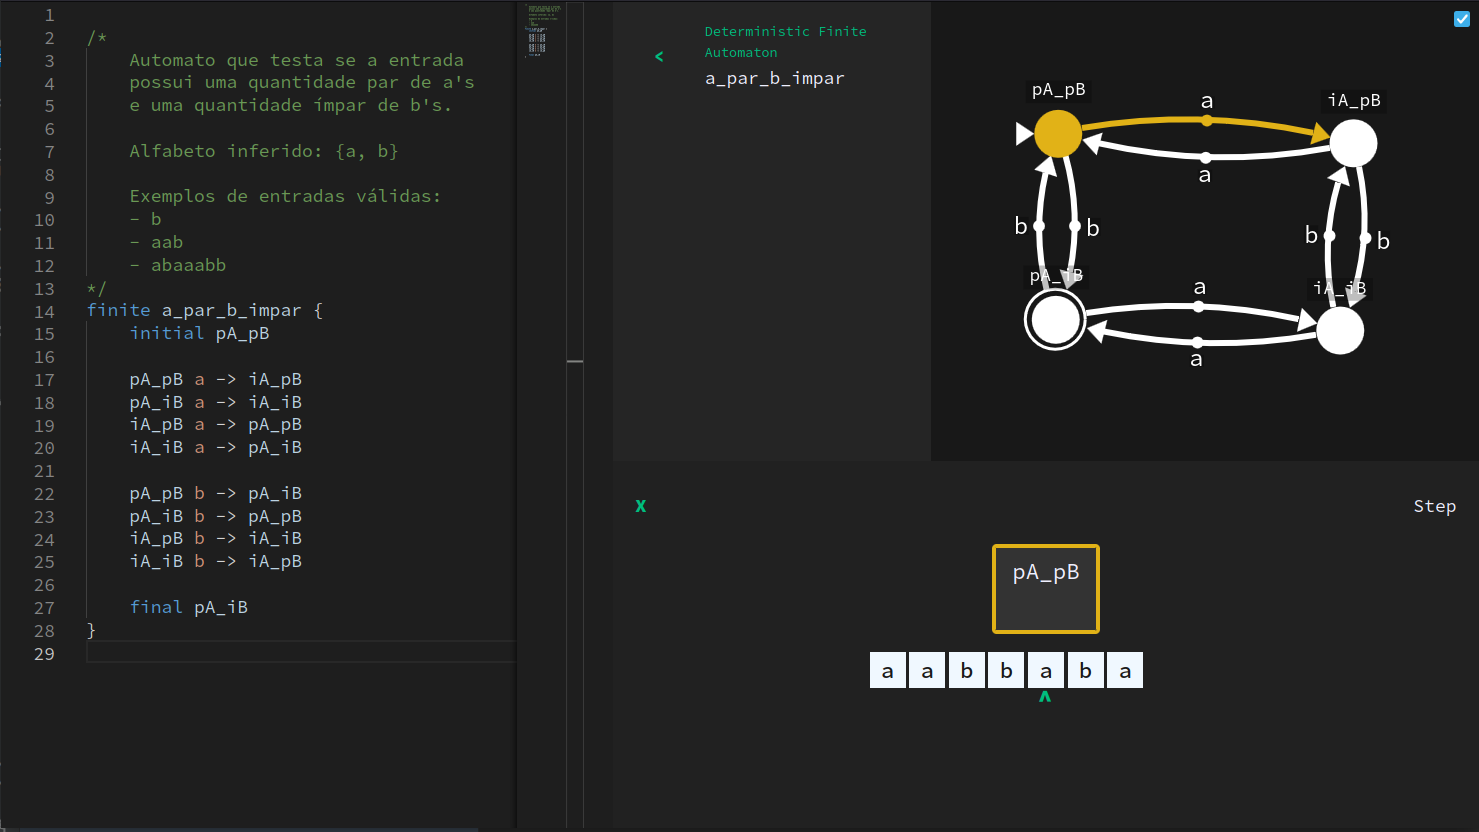 1
2 /*
3 Automato que testa se a entrada
4 possui uma quantidade par de a's
5 e uma quantidade ímpar de b's.
6
7 Alfabeto inferido: {a, b}
8
9 Exemplos de entradas válidas:
10 - b
11 - aab
12 - abaaabb
13 */
14 finite a_par_b_impar {
15 initial pA_pB
16
17 pA_pB a -> iA_pB
18 pA_iB a -> iA_iB
19 iA_pB a -> pA_pB
20 iA_iB a -> pA_iB
21
22 pA_pB b -> pA_iB
23 pA_iB b -> pA_pB
24 iA_pB b -> iA_iB
25 iA_iB b -> iA_pB
26
27 final pA_iB
28 }
29
<
Deterministic Finite
Automaton
a_par_b_impar
pA_pB
a
iA_pB
a
b
b
b
b
pA_iB
a
iA_iB
a
X
Step
pA_pB
a a b b a b a
^